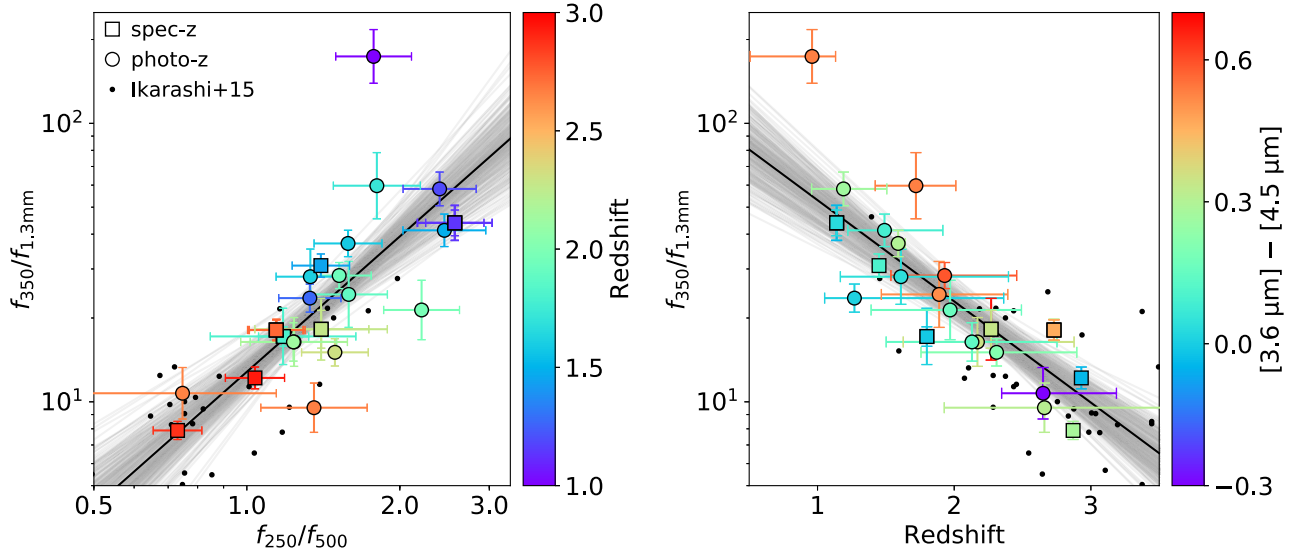 spec-z
photo-z
Ikarashi+15
10²
10¹
f₃₅₀/f₁.₃ₘₘ
0.5
1.0
2.0
3.0
f₂₅₀/f₅₀₀
3.0
2.5
2.0
1.5
1.0
Redshift
10²
10¹
f₃₅₀/f₁.₃ₘₘ
1
2
3
Redshift
0.6
0.3
0.0
−0.3
[3.6 μm] − [4.5 μm]